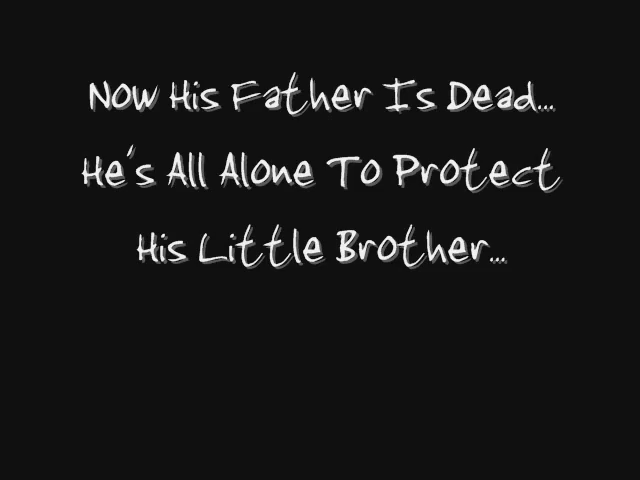 Now His Father Is Dead...
He's All Alone To Protect
His Little Brother...